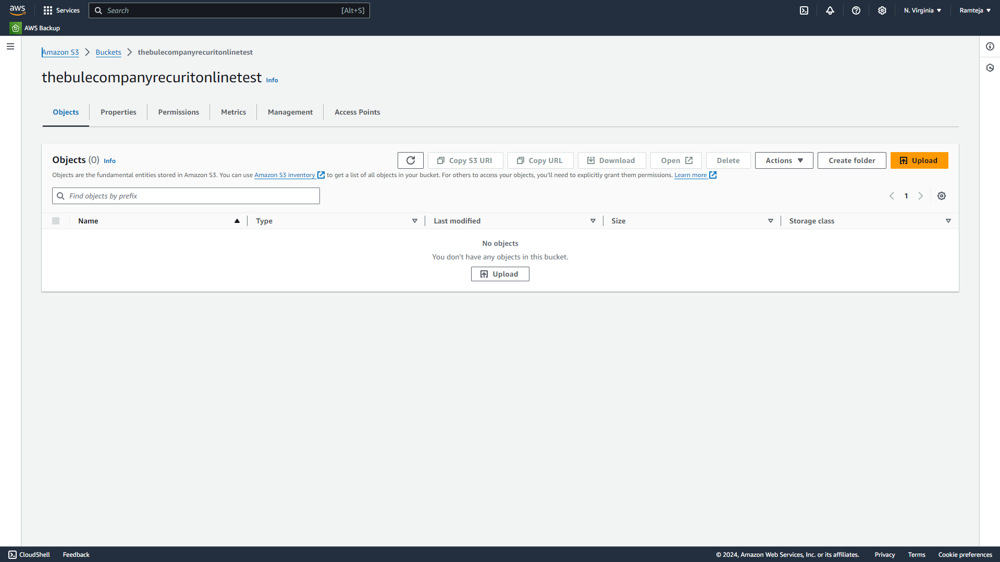 aws Services Search [Alt+S] N. Virginia Ramteja
AWS Backup
Amazon S3 Buckets thebulecompanyrecuritonlinetest
thebulecompanyrecuritonlinetest Info
Objects Properties Permissions Metrics Management Access Points
Objects (0) Info Copy S3 URI Copy URL Download Open Delete Actions Create folder Upload
Objects are the fundamental entities stored in Amazon S3. You can use Amazon S3 inventory to get a list of all objects in your bucket. For others to access your objects, you'll need to explicitly grant them permissions. Learn more
Find objects by prefix 1
Name Type Last modified Size Storage class
No objects
You don't have any objects in this bucket.
Upload
CloudShell Feedback © 2024, Amazon Web Services, Inc. or its affiliates. Privacy Terms Cookie preferences